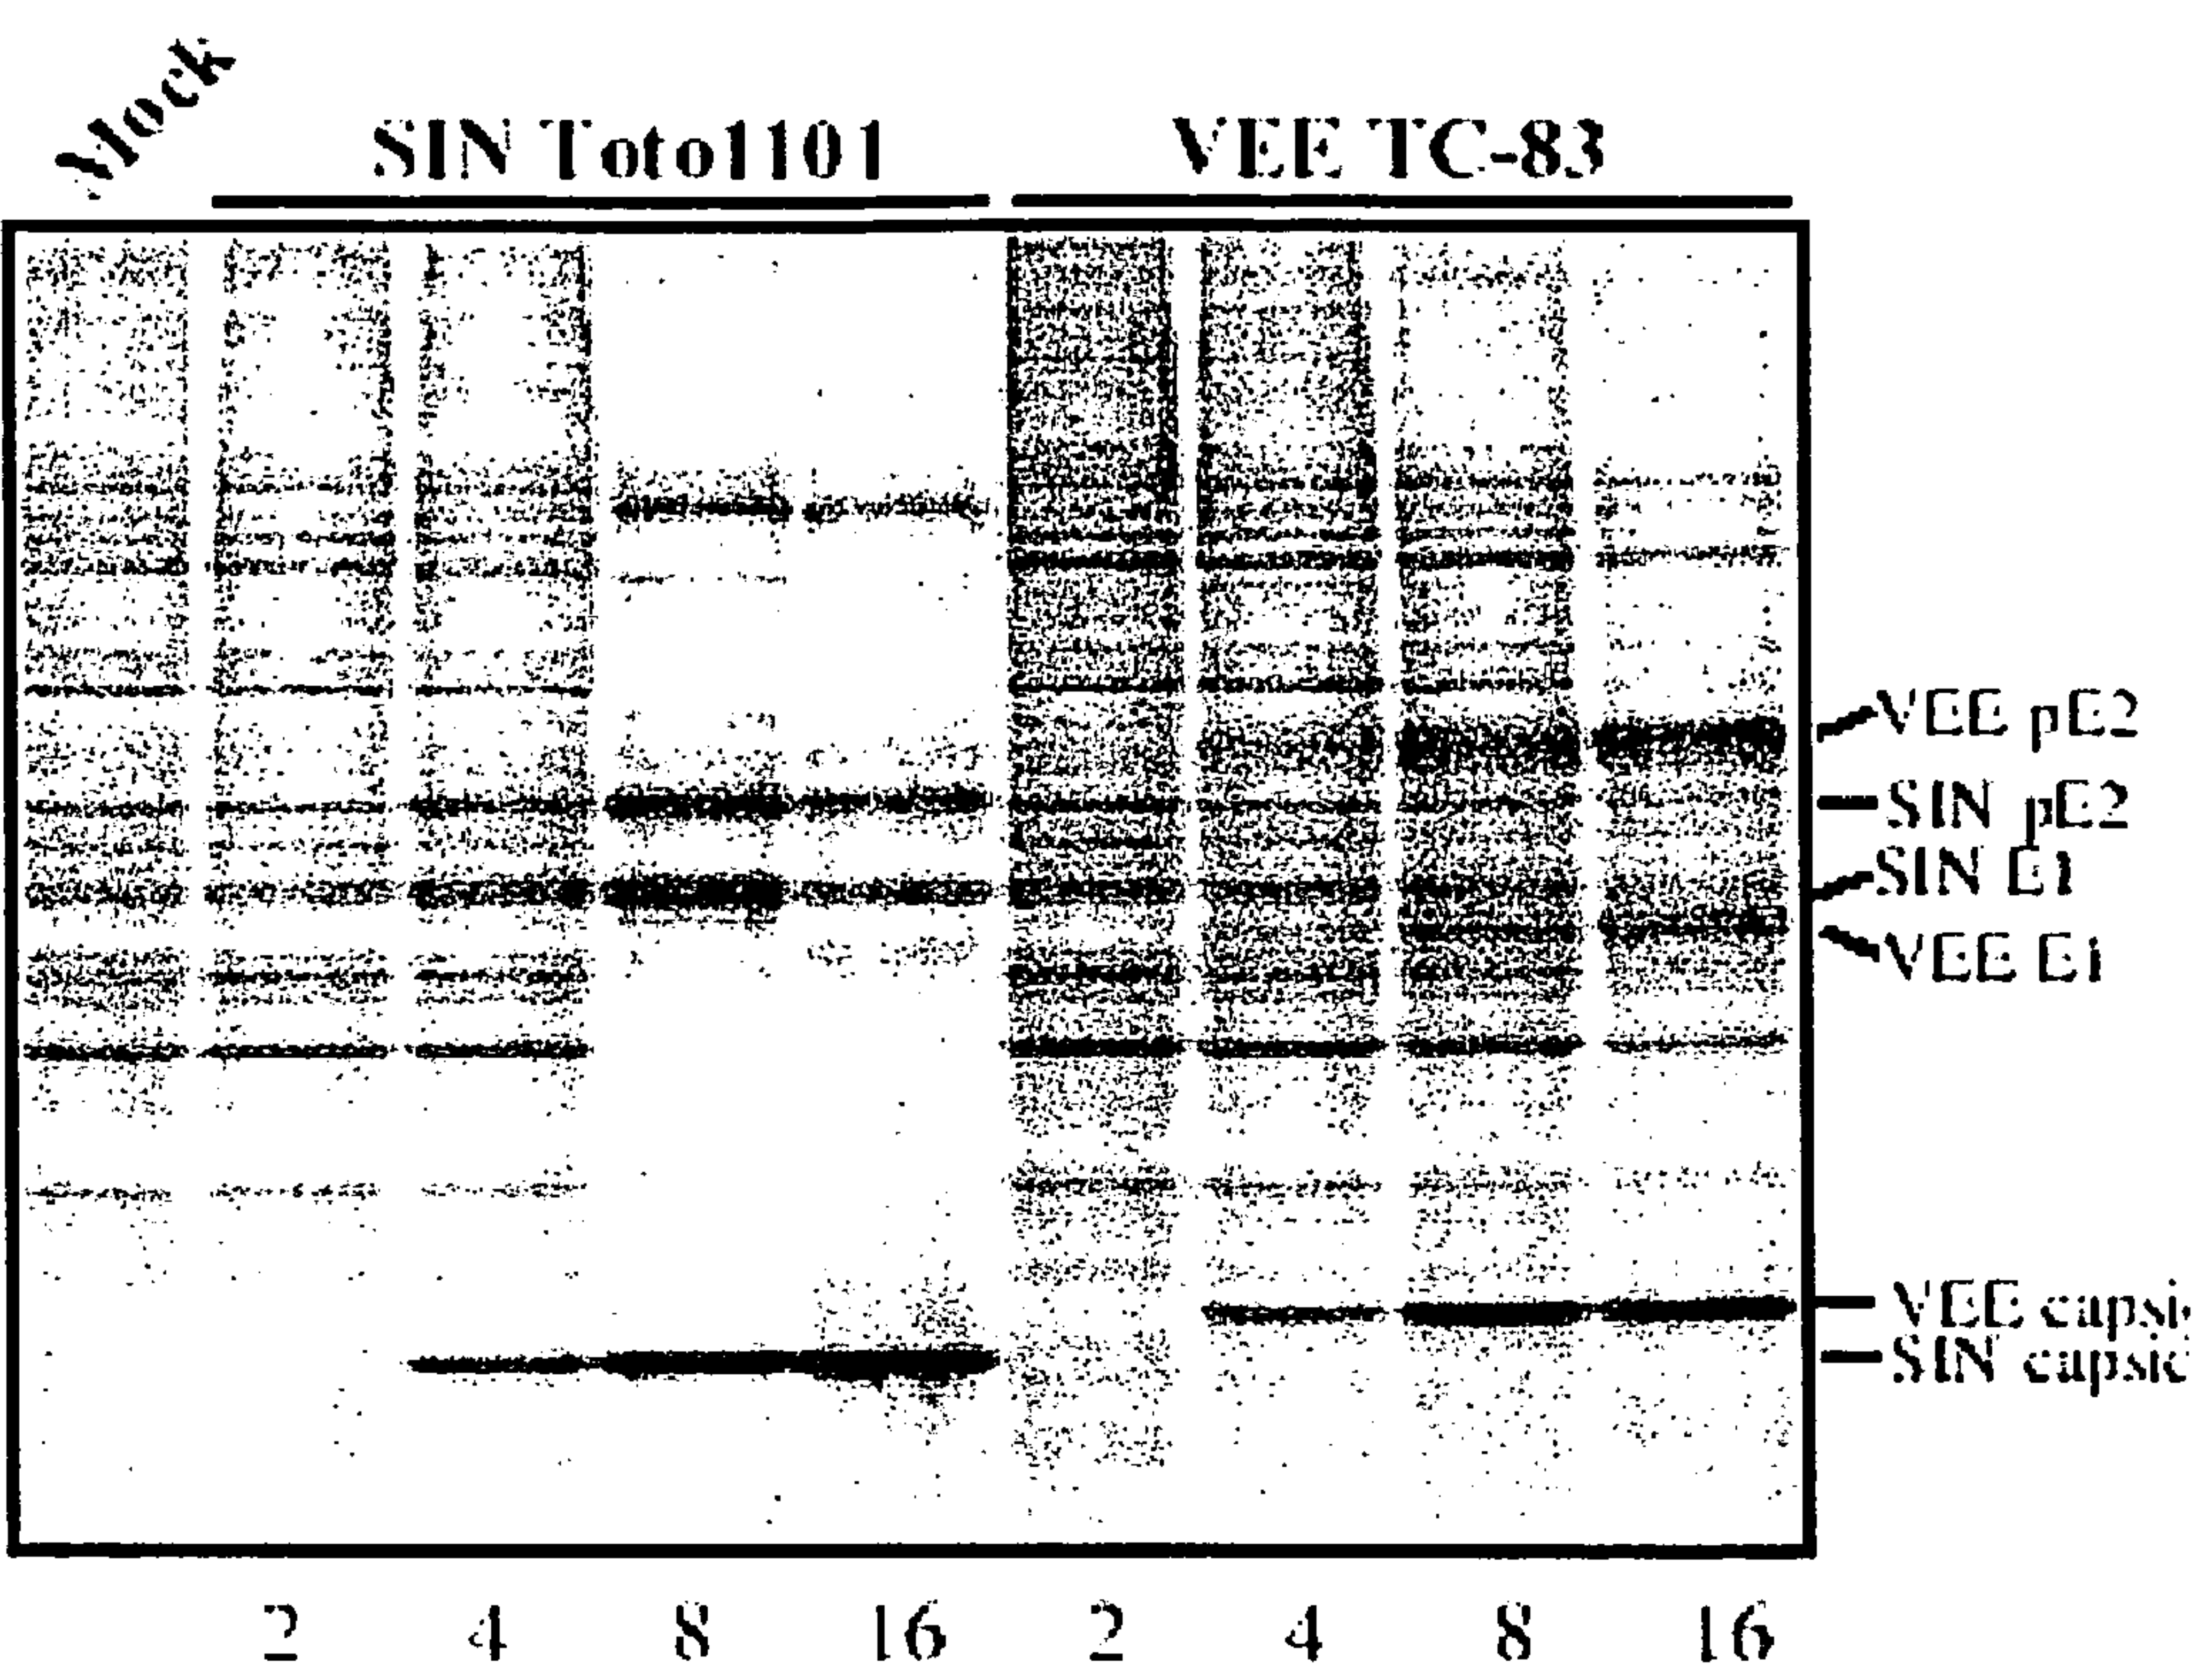 Mock
SIN Toto1101
VEE TC-83
VEE pE2
SIN pE2
SIN E1
VEE E1
VEE capsi
SIN capsic
2 4 8 16 2 4 8 16